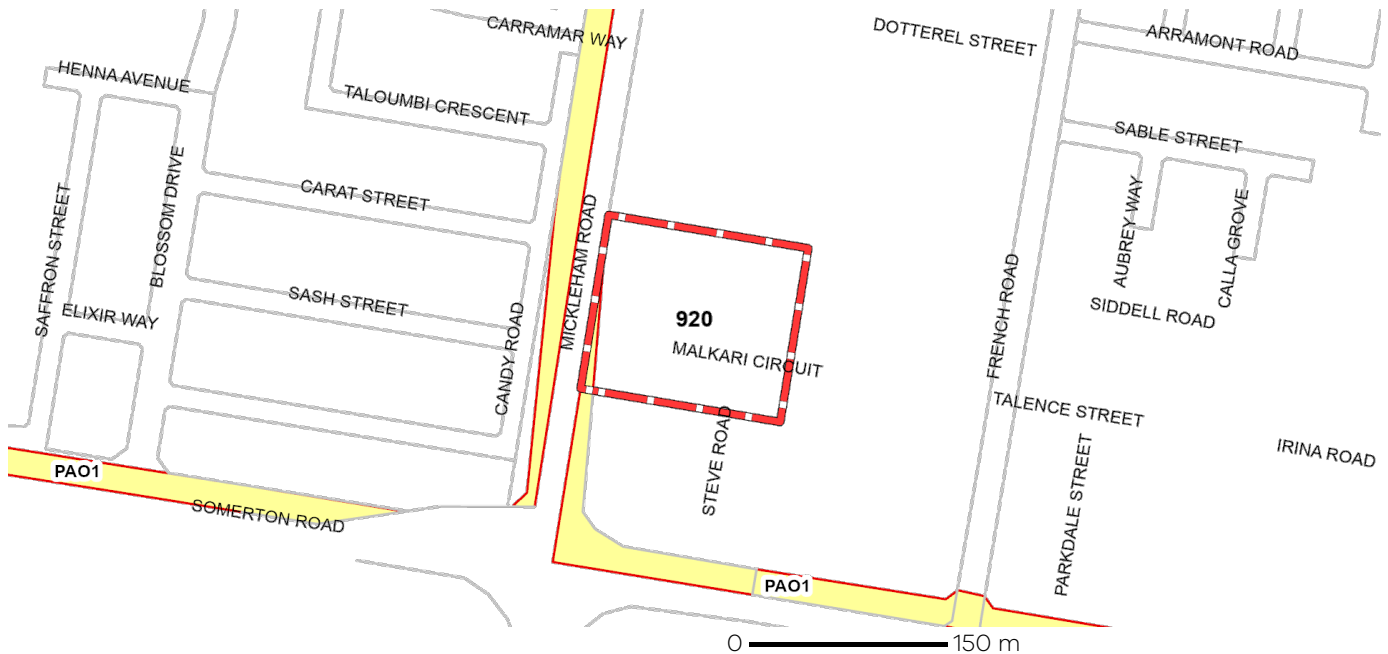 CARRAMAR WAY
DOTTEREL STREET
ARRAMONT ROAD
HENNA AVENUE
TALOUMBI CRESCENT
SABLE STREET
CARAT STREET
SAFFRON STREET
BLOSSOM DRIVE
MICKLEHAM ROAD
AUBREY WAY
CALLA GROVE
SASH STREET
ELIXIR WAY
920
MALKARI CIRCUIT
FRENCH ROAD
SIDDELL ROAD
CANDY ROAD
TALENCE STREET
STEVE ROAD
IRINA ROAD
PAO1
SOMERTON ROAD
PARKDALE STREET
PAO1
0 150 m